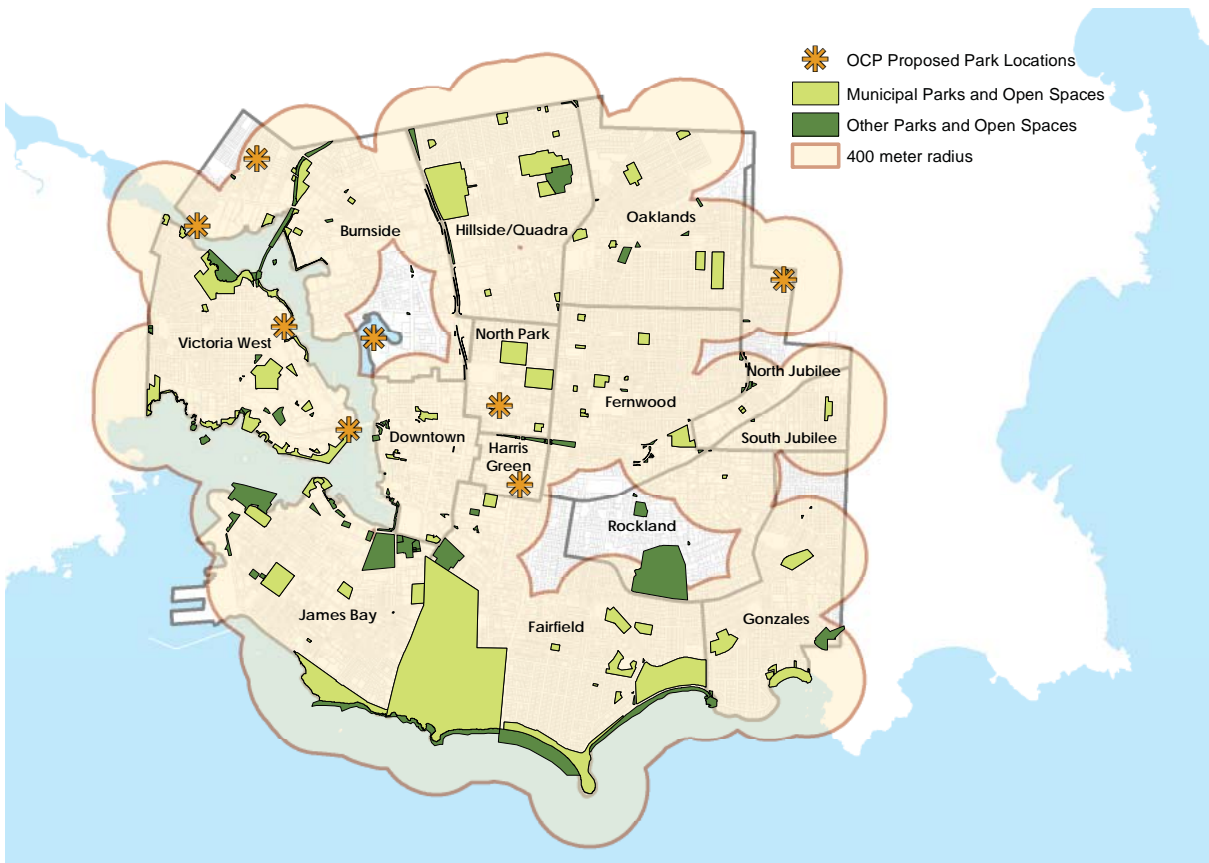 OCP Proposed Park Locations
Municipal Parks and Open Spaces
Other Parks and Open Spaces
400 meter radius
Oaklands
Burnside
Hillside/Quadra
North Park
Victoria West
North Jubilee
Fernwood
Downtown
South Jubilee
Harris
Green
Rockland
James Bay
Fairfield
Gonzales